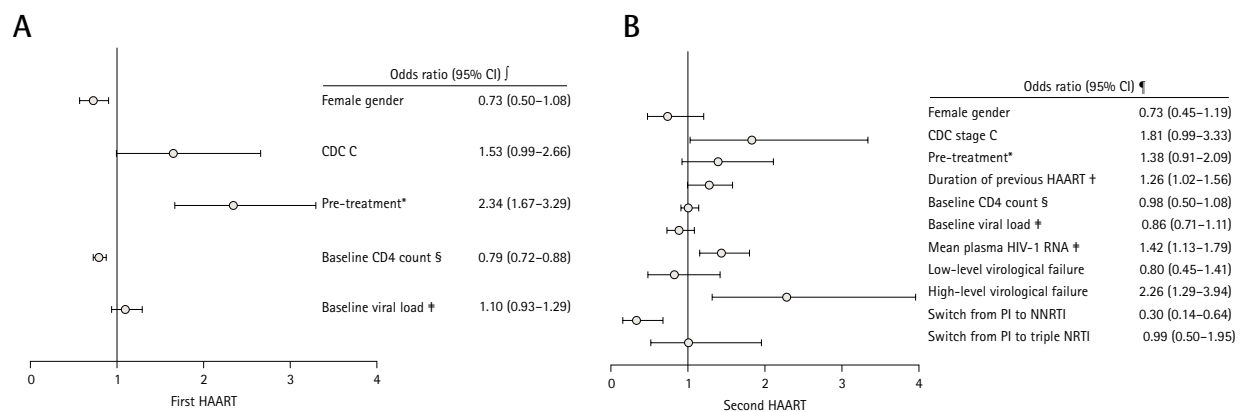 A
Odds ratio (95% CI) ∫
Female gender 0.73 (0.50–1.08)
CDC C 1.53 (0.99–2.66)
Pre-treatment* 2.34 (1.67–3.29)
Baseline CD4 count § 0.79 (0.72–0.88)
Baseline viral load ‡ 1.10 (0.93–1.29)
0 1 2 3 4
First HAART
B
Odds ratio (95% CI) ¶
Female gender 0.73 (0.45–1.19)
CDC stage C 1.81 (0.99–3.33)
Pre-treatment* 1.38 (0.91–2.09)
Duration of previous HAART † 1.26 (1.02–1.56)
Baseline CD4 count § 0.98 (0.50–1.08)
Baseline viral load ‡ 0.86 (0.71–1.11)
Mean plasma HIV-1 RNA ‡ 1.42 (1.13–1.79)
Low-level virological failure 0.80 (0.45–1.41)
High-level virological failure 2.26 (1.29–3.94)
Switch from PI to NNRTI 0.30 (0.14–0.64)
Switch from PI to triple NRTI 0.99 (0.50–1.95)
0 1 2 3 4
Second HAART